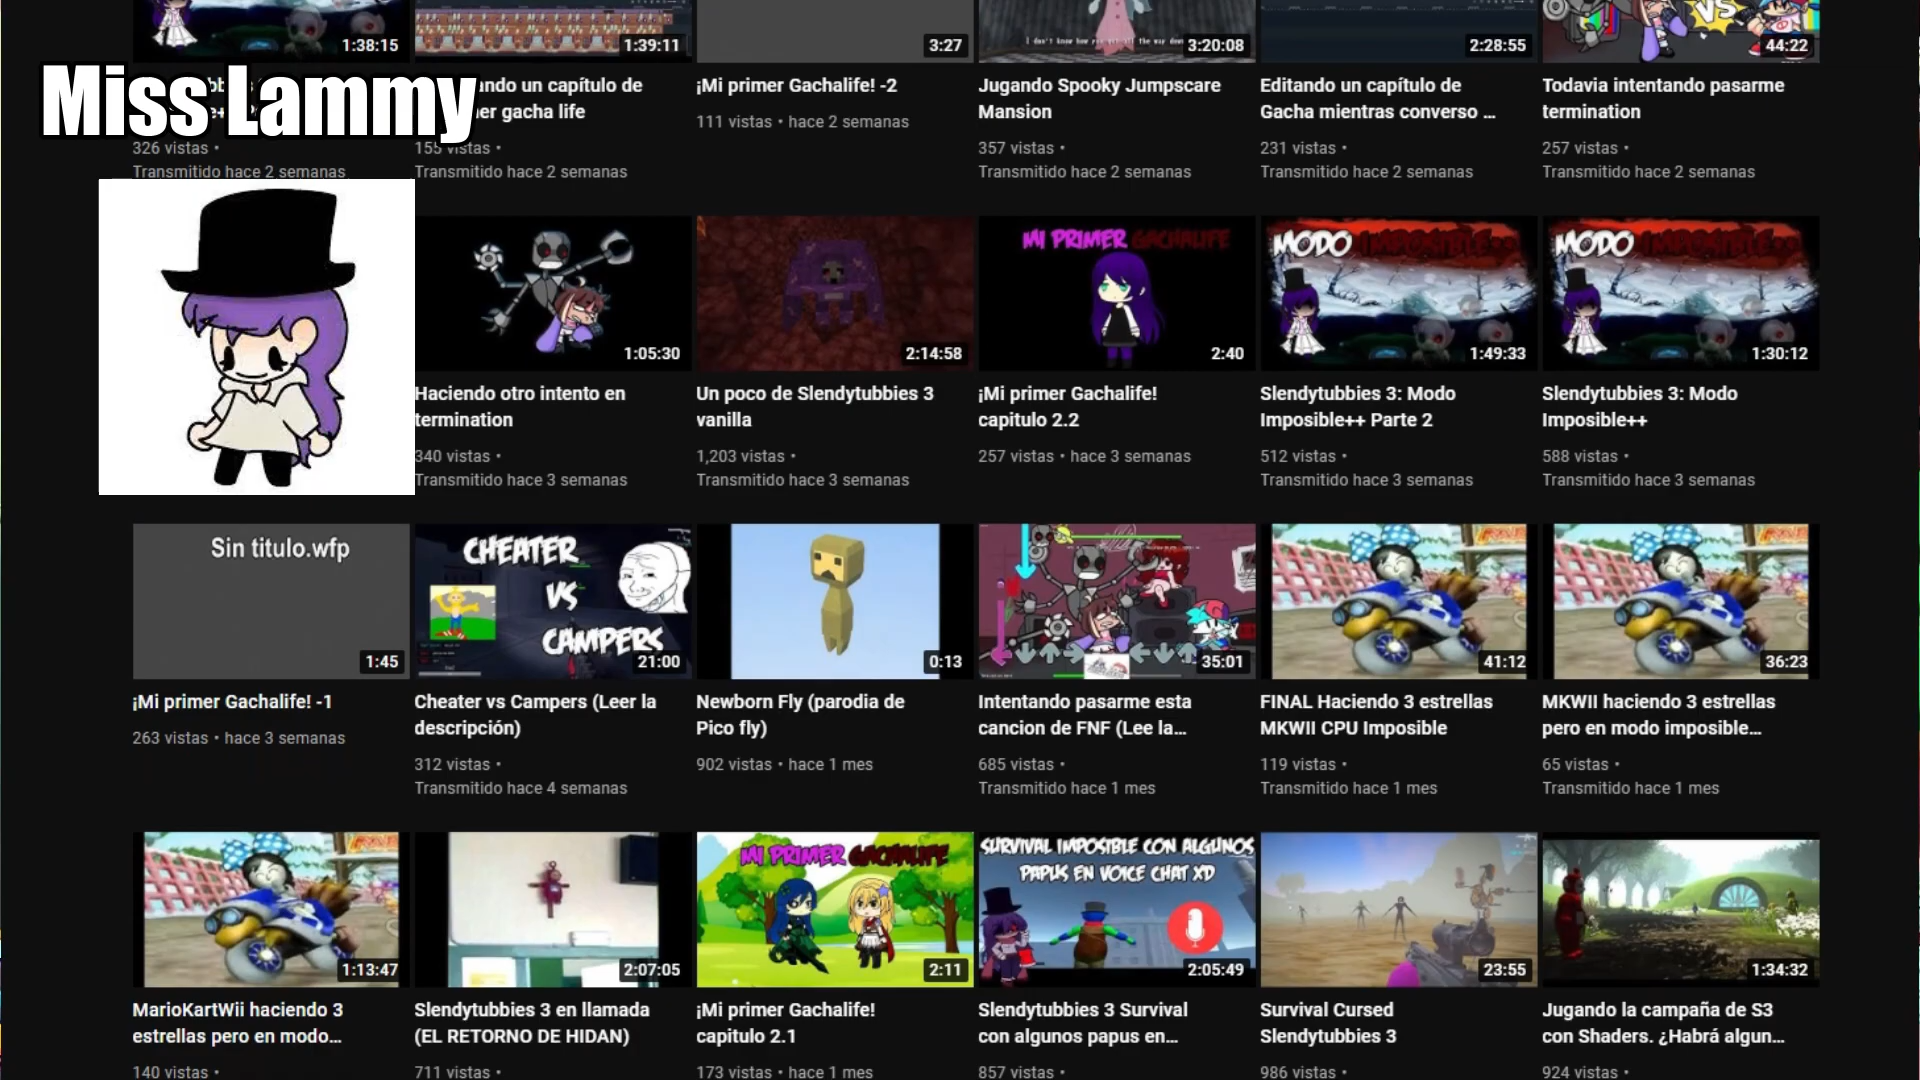 1:38:15
1:39:11
3:27
3:20:08
2:28:55
VS
44:22
Miss Lammy
ando un capítulo de
er gacha life
155 vistas •
Transmitido hace 2 semanas
¡Mi primer Gachalife! -2
111 vistas • hace 2 semanas
Jugando Spooky Jumpscare
Mansion
357 vistas •
Transmitido hace 2 semanas
Editando un capítulo de
Gacha mientras converso ...
231 vistas •
Transmitido hace 2 semanas
Todavia intentando pasarme
termination
257 vistas •
Transmitido hace 2 semanas
326 vistas •
Transmitido hace 2 semanas
1:05:30
Haciendo otro intento en
termination
340 vistas •
Transmitido hace 3 semanas
2:14:58
Un poco de Slendytubbies 3
vanilla
1,203 vistas •
Transmitido hace 3 semanas
MI PRIMER GACHALIFE
2:40
¡Mi primer Gachalife!
capitulo 2.2
257 vistas • hace 3 semanas
MODO IMPOSIBLE++
1:49:33
Slendytubbies 3: Modo
Imposible++ Parte 2
512 vistas •
Transmitido hace 3 semanas
MODO IMPOSIBLE++
1:30:12
Slendytubbies 3: Modo
Imposible++
588 vistas •
Transmitido hace 3 semanas
Sin titulo.wfp
1:45
¡Mi primer Gachalife! -1
263 vistas • hace 3 semanas
CHEATER
VS
CAMPERS
21:00
Cheater vs Campers (Leer la
descripción)
312 vistas •
Transmitido hace 4 semanas
0:13
Newborn Fly (parodia de
Pico fly)
902 vistas • hace 1 mes
35:01
Intentando pasarme esta
cancion de FNF (Lee la...
685 vistas •
Transmitido hace 1 mes
41:12
FINAL Haciendo 3 estrellas
MKWII CPU Imposible
119 vistas •
Transmitido hace 1 mes
36:23
MKWII haciendo 3 estrellas
pero en modo imposible...
65 vistas •
Transmitido hace 1 mes
1:13:47
MarioKartWii haciendo 3
estrellas pero en modo...
140 vistas •
2:07:05
Slendytubbies 3 en llamada
(EL RETORNO DE HIDAN)
711 vistas •
MI PRIMER GACHALIFE
2:11
¡Mi primer Gachalife!
capitulo 2.1
173 vistas • hace 1 mes
SURVIVAL IMPOSIBLE CON ALGUNOS
PAPUS EN VOICE CHAT XD
2:05:49
Slendytubbies 3 Survival
con algunos papus en...
857 vistas •
23:55
Survival Cursed
Slendytubbies 3
986 vistas •
1:34:32
Jugando la campaña de S3
con Shaders. ¿Habrá algun...
924 vistas •